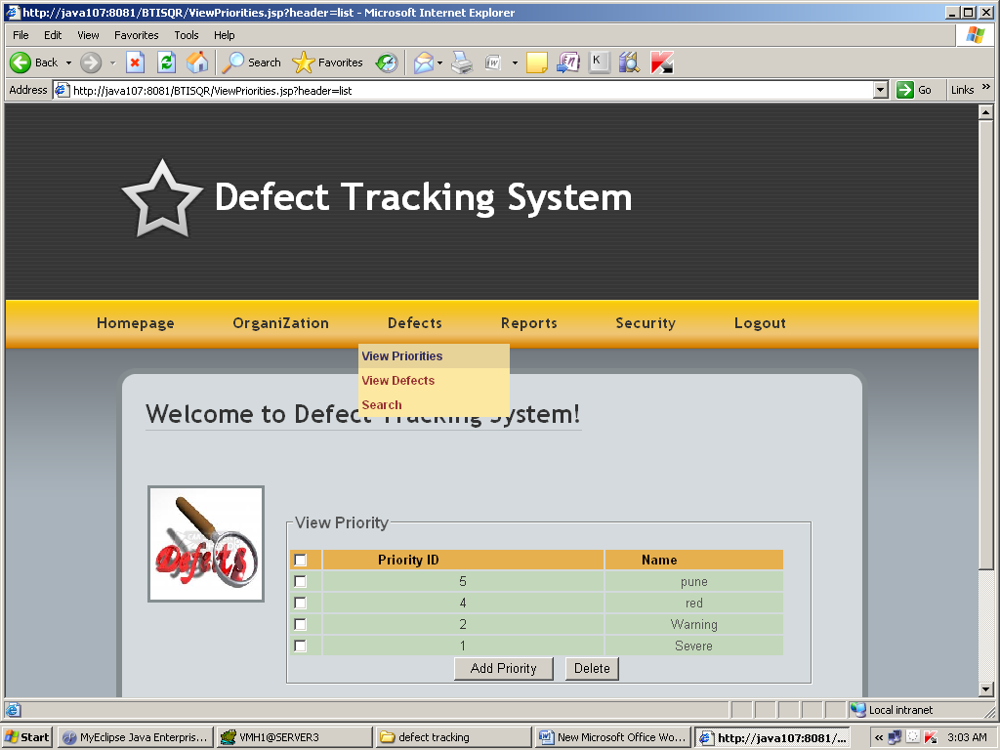 http://java107:8081/BTISQR/ViewPriorities.jsp?header=list - Microsoft Internet Explorer
File Edit View Favorites Tools Help
Back Search Favorites
Address http://java107:8081/BTISQR/ViewPriorities.jsp?header=list Go Links »
Defect Tracking System
Homepage OrganiZation Defects Reports Security Logout
View Priorities
View Defects
Search
Welcome to Defect Tracking System!
Defects
View Priority
Priority ID Name
5 pune
4 red
2 Warning
1 Severe
Add Priority Delete
Local intranet
Start MyEclipse Java Enterpris... VMH1@SERVER3 defect tracking New Microsoft Office Wo... http://java107:8081/... « 3:03 AM